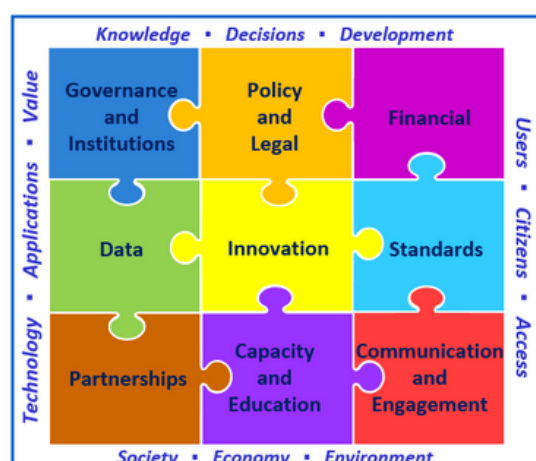 Knowledge ▪ Decisions ▪ Development
Technology ▪ Applications ▪ Value
Governance
and
Institutions
Policy
and
Legal
Financial
Data
Innovation
Standards
Partnerships
Capacity
and
Education
Communication
and
Engagement
Users ▪ Citizens ▪ Access
Society ▪ Economy ▪ Environment